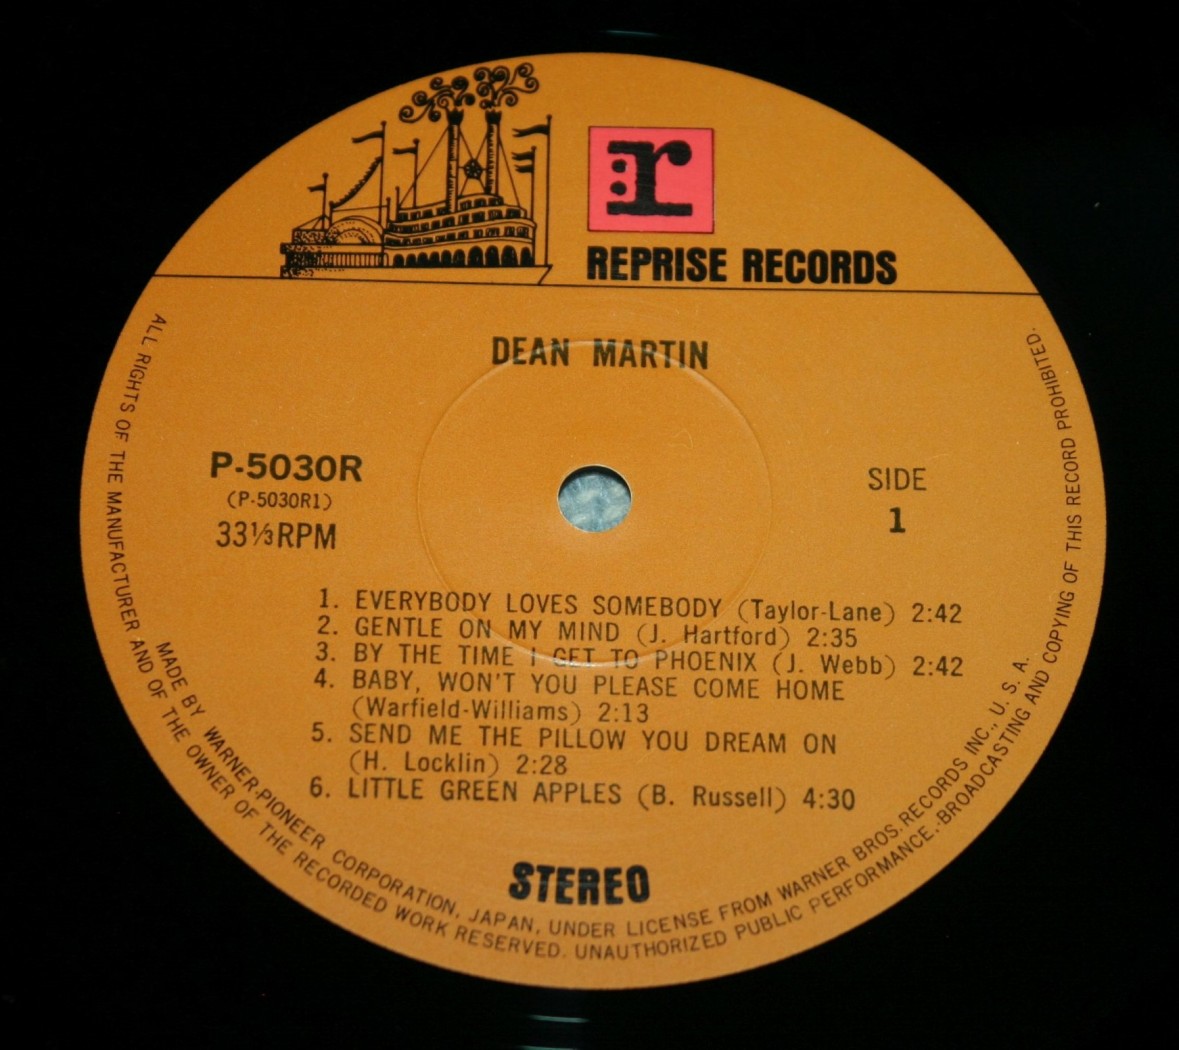 r
REPRISE RECORDS
DEAN MARTIN
P-5030R
(P·5030R1)
33⅓RPM
SIDE
1
1. EVERYBODY LOVES SOMEBODY (Taylor-Lane) 2:42
2. GENTLE ON MY MIND (J. Hartford) 2:35
3. BY THE TIME I GET TO PHOENIX (J. Webb) 2:42
4. BABY, WON'T YOU PLEASE COME HOME
(Warfield-Williams) 2:13
5. SEND ME THE PILLOW YOU DREAM ON
(H. Locklin) 2:28
6. LITTLE GREEN APPLES (B. Russell) 4:30
STEREO
MADE BY WARNER-PIONEER CORPORATION, JAPAN, UNDER LICENSE FROM WARNER BROS. RECORDS INC., U. S. A.
ALL RIGHTS OF THE MANUFACTURER AND OF THE OWNER OF THE RECORDED WORK RESERVED. UNAUTHORIZED PUBLIC PERFORMANCE,·BROADCASTING AND COPYING OF THIS RECORD PROHIBITED.